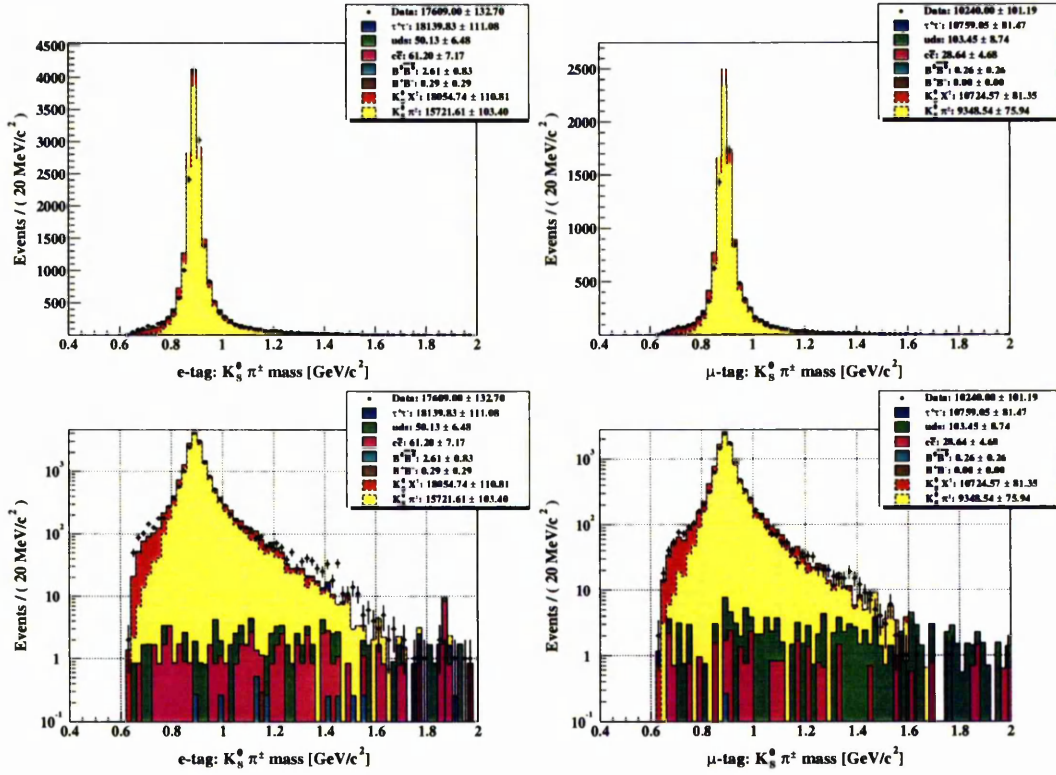 Data: 17609.00 ± 132.70
τ⁺τ⁻: 18139.83 ± 111.08
uds: 50.13 ± 6.48
cc̅: 61.20 ± 7.17
B⁰B̅⁰: 2.61 ± 0.83
B⁺B⁻: 0.29 ± 0.29
K⁰S X±: 18054.74 ± 110.81
K⁰S π±: 15721.61 ± 103.40
Events / ( 20 MeV/c² )
4500
4000
3500
3000
2500
2000
1500
1000
500
0.4 0.6 0.8 1 1.2 1.4 1.6 1.8 2
e-tag: K⁰S π± mass [GeV/c²]
Data: 10240.00 ± 101.19
τ⁺τ⁻: 10759.05 ± 81.47
uds: 103.45 ± 8.74
cc̅: 28.64 ± 4.68
B⁰B̅⁰: 0.26 ± 0.26
B⁺B⁻: 0.00 ± 0.00
K⁰S X±: 10724.57 ± 81.35
K⁰S π±: 9348.54 ± 75.94
Events / ( 20 MeV/c² )
2500
2000
1500
1000
500
0.4 0.6 0.8 1 1.2 1.4 1.6 1.8 2
μ-tag: K⁰S π± mass [GeV/c²]
Data: 17609.00 ± 132.70
τ⁺τ⁻: 18139.83 ± 111.08
uds: 50.13 ± 6.48
cc̅: 61.20 ± 7.17
B⁰B̅⁰: 2.61 ± 0.83
B⁺B⁻: 0.29 ± 0.29
K⁰S X±: 18054.74 ± 110.81
K⁰S π±: 15721.61 ± 103.40
Events / ( 20 MeV/c² )
10³
10²
10
1
10⁻¹
0.4 0.6 0.8 1 1.2 1.4 1.6 1.8 2
e-tag: K⁰S π± mass [GeV/c²]
Data: 10240.00 ± 101.19
τ⁺τ⁻: 10759.05 ± 81.47
uds: 103.45 ± 8.74
cc̅: 28.64 ± 4.68
B⁰B̅⁰: 0.26 ± 0.26
B⁺B⁻: 0.00 ± 0.00
K⁰S X±: 10724.57 ± 81.35
K⁰S π±: 9348.54 ± 75.94
Events / ( 20 MeV/c² )
10³
10²
10
1
10⁻¹
0.4 0.6 0.8 1 1.2 1.4 1.6 1.8 2
μ-tag: K⁰S π± mass [GeV/c²]